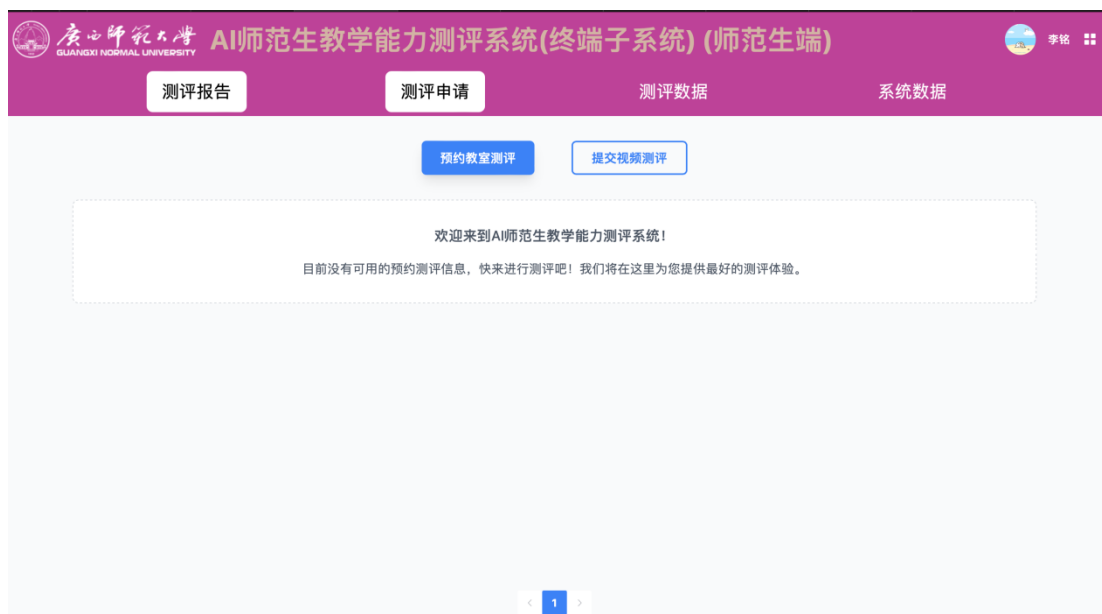 广西师范大学
GUANGXI NORMAL UNIVERSITY
AI师范生教学能力测评系统(终端子系统) (师范生端)
李铭
测评报告 测评申请 测评数据 系统数据
预约教室测评 提交视频测评
欢迎来到AI师范生教学能力测评系统！
目前没有可用的预约测评信息，快来进行测评吧！我们将在这里为您提供最好的测评体验。
< 1 >